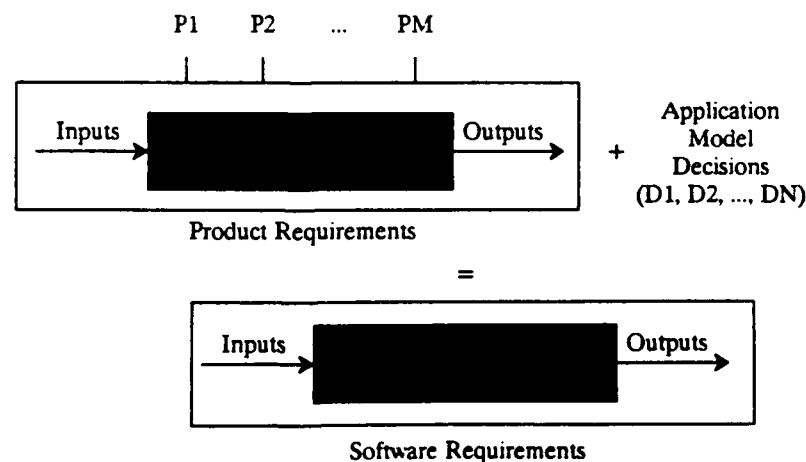 P1 P2 ... PM
Inputs
Outputs
+
Application
Model
Decisions
(D1, D2, ..., DN)
Product Requirements
=
Inputs
Outputs
Software Requirements